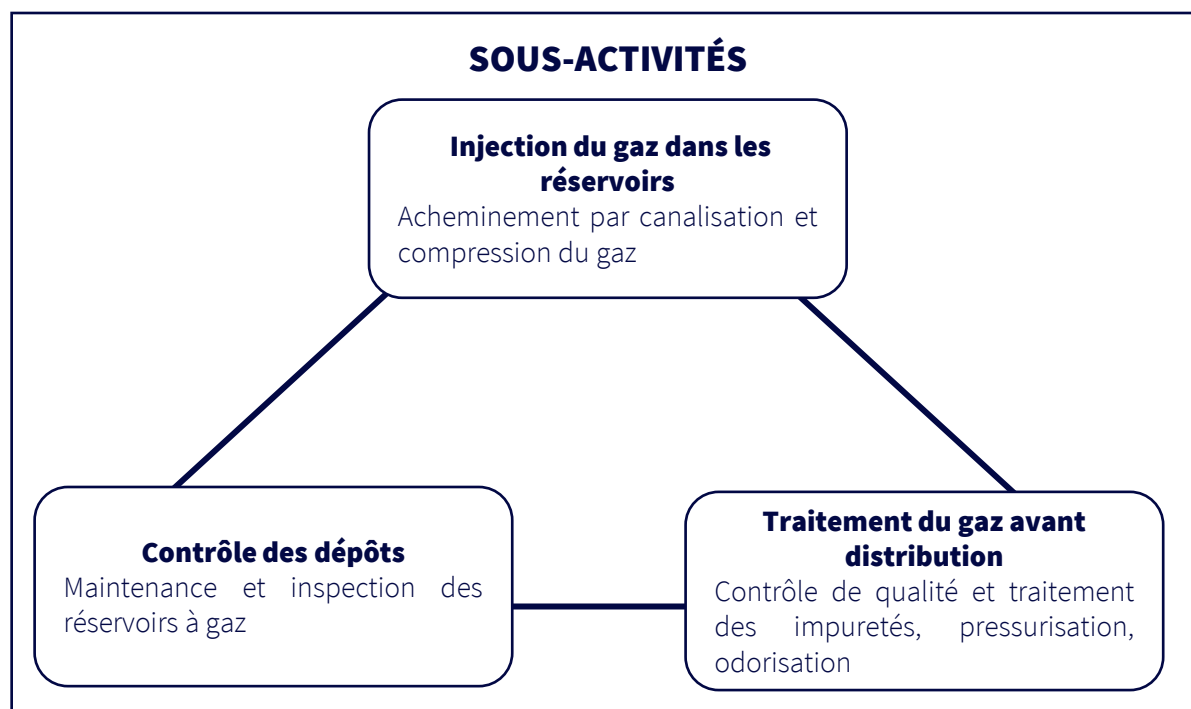 SOUS-ACTIVITÉS
Injection du gaz dans les
réservoirs
Acheminement par canalisation et
compression du gaz
Contrôle des dépôts
Maintenance et inspection des
réservoirs à gaz
Traitement du gaz avant
distribution
Contrôle de qualité et traitement
des impuretés, pressurisation,
odorisation